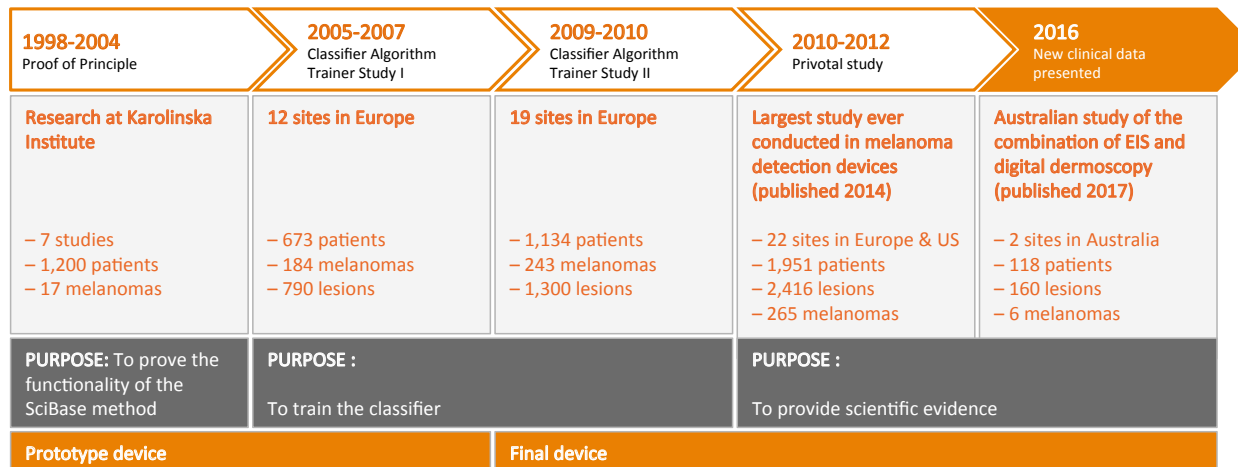 1998-2004
Proof of Principle
2005-2007
Classifier Algorithm
Trainer Study I
2009-2010
Classifier Algorithm
Trainer Study II
2010-2012
Privotal study
2016
New clinical data
presented
Research at Karolinska
Institute
– 7 studies
– 1,200 patients
– 17 melanomas
12 sites in Europe
– 673 patients
– 184 melanomas
– 790 lesions
19 sites in Europe
– 1,134 patients
– 243 melanomas
– 1,300 lesions
Largest study ever
conducted in melanoma
detection devices
(published 2014)
– 22 sites in Europe & US
– 1,951 patients
– 2,416 lesions
– 265 melanomas
Australian study of the
combination of EIS and
digital dermoscopy
(published 2017)
– 2 sites in Australia
– 118 patients
– 160 lesions
– 6 melanomas
PURPOSE: To prove the
functionality of the
SciBase method
PURPOSE :
To train the classifier
PURPOSE :
To provide scientific evidence
Prototype device
Final device